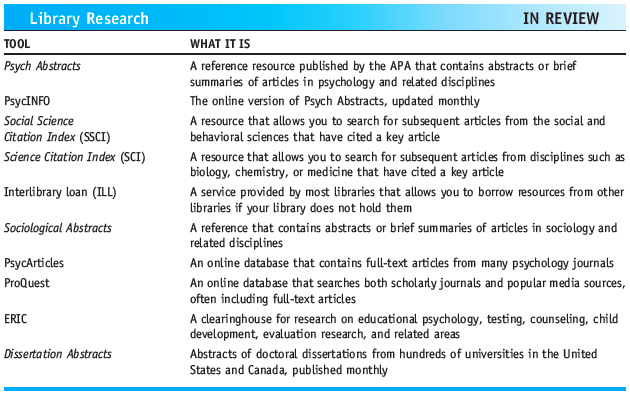 Library Research IN REVIEW
TOOL WHAT IT IS
Psych Abstracts A reference resource published by the APA that contains abstracts or brief
summaries of articles in psychology and related disciplines
PsycINFO The online version of Psych Abstracts, updated monthly
Social Science A resource that allows you to search for subsequent articles from the social and
Citation Index (SSCI) behavioral sciences that have cited a key article
Science Citation Index (SCI) A resource that allows you to search for subsequent articles from disciplines such as
biology, chemistry, or medicine that have cited a key article
Interlibrary loan (ILL) A service provided by most libraries that allows you to borrow resources from other
libraries if your library does not hold them
Sociological Abstracts A reference that contains abstracts or brief summaries of articles in sociology and
related disciplines
PsycArticles An online database that contains full-text articles from many psychology journals
ProQuest An online database that searches both scholarly journals and popular media sources,
often including full-text articles
ERIC A clearinghouse for research on educational psychology, testing, counseling, child
development, evaluation research, and related areas
Dissertation Abstracts Abstracts of doctoral dissertations from hundreds of universities in the United
States and Canada, published monthly